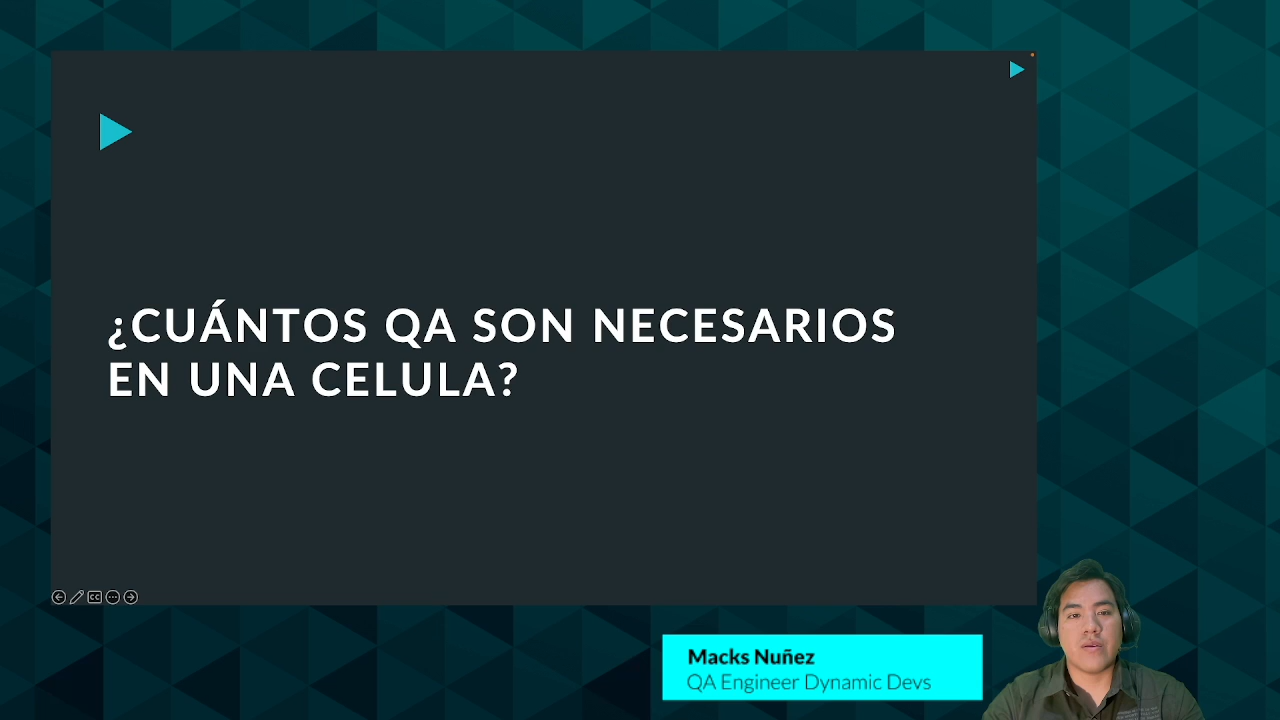 ¿CUÁNTOS QA SON NECESARIOS
EN UNA CELULA?
Macks Nuñez
QA Engineer Dynamic Devs